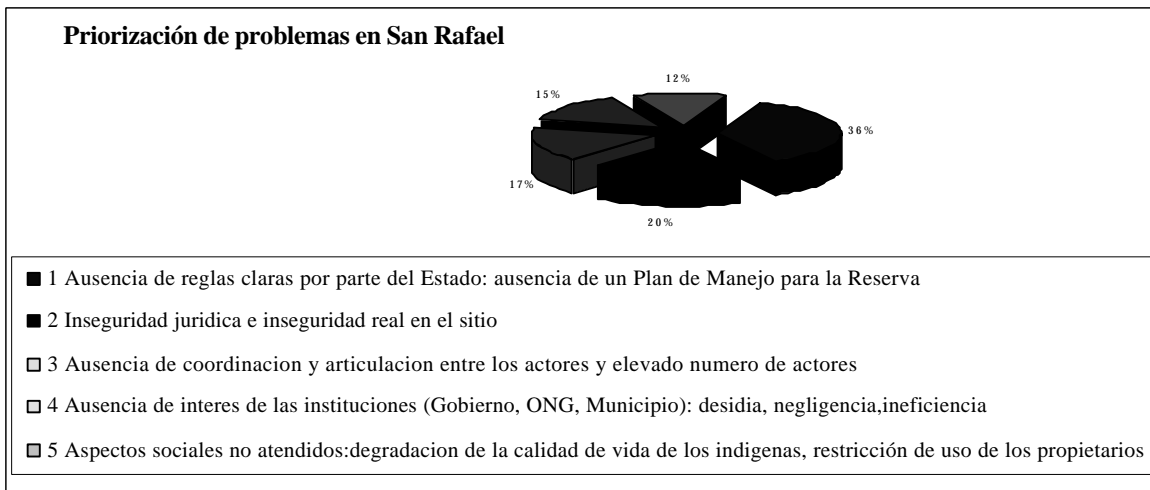 Priorización de problemas en San Rafael
12%
15%
36%
17%
20%
1 Ausencia de reglas claras por parte del Estado: ausencia de un Plan de Manejo para la Reserva
2 Inseguridad juridica e inseguridad real en el sitio
3 Ausencia de coordinacion y articulacion entre los actores y elevado numero de actores
4 Ausencia de interes de las instituciones (Gobierno, ONG, Municipio): desidia, negligencia,ineficiencia
5 Aspectos sociales no atendidos:degradacion de la calidad de vida de los indigenas, restricción de uso de los propietarios